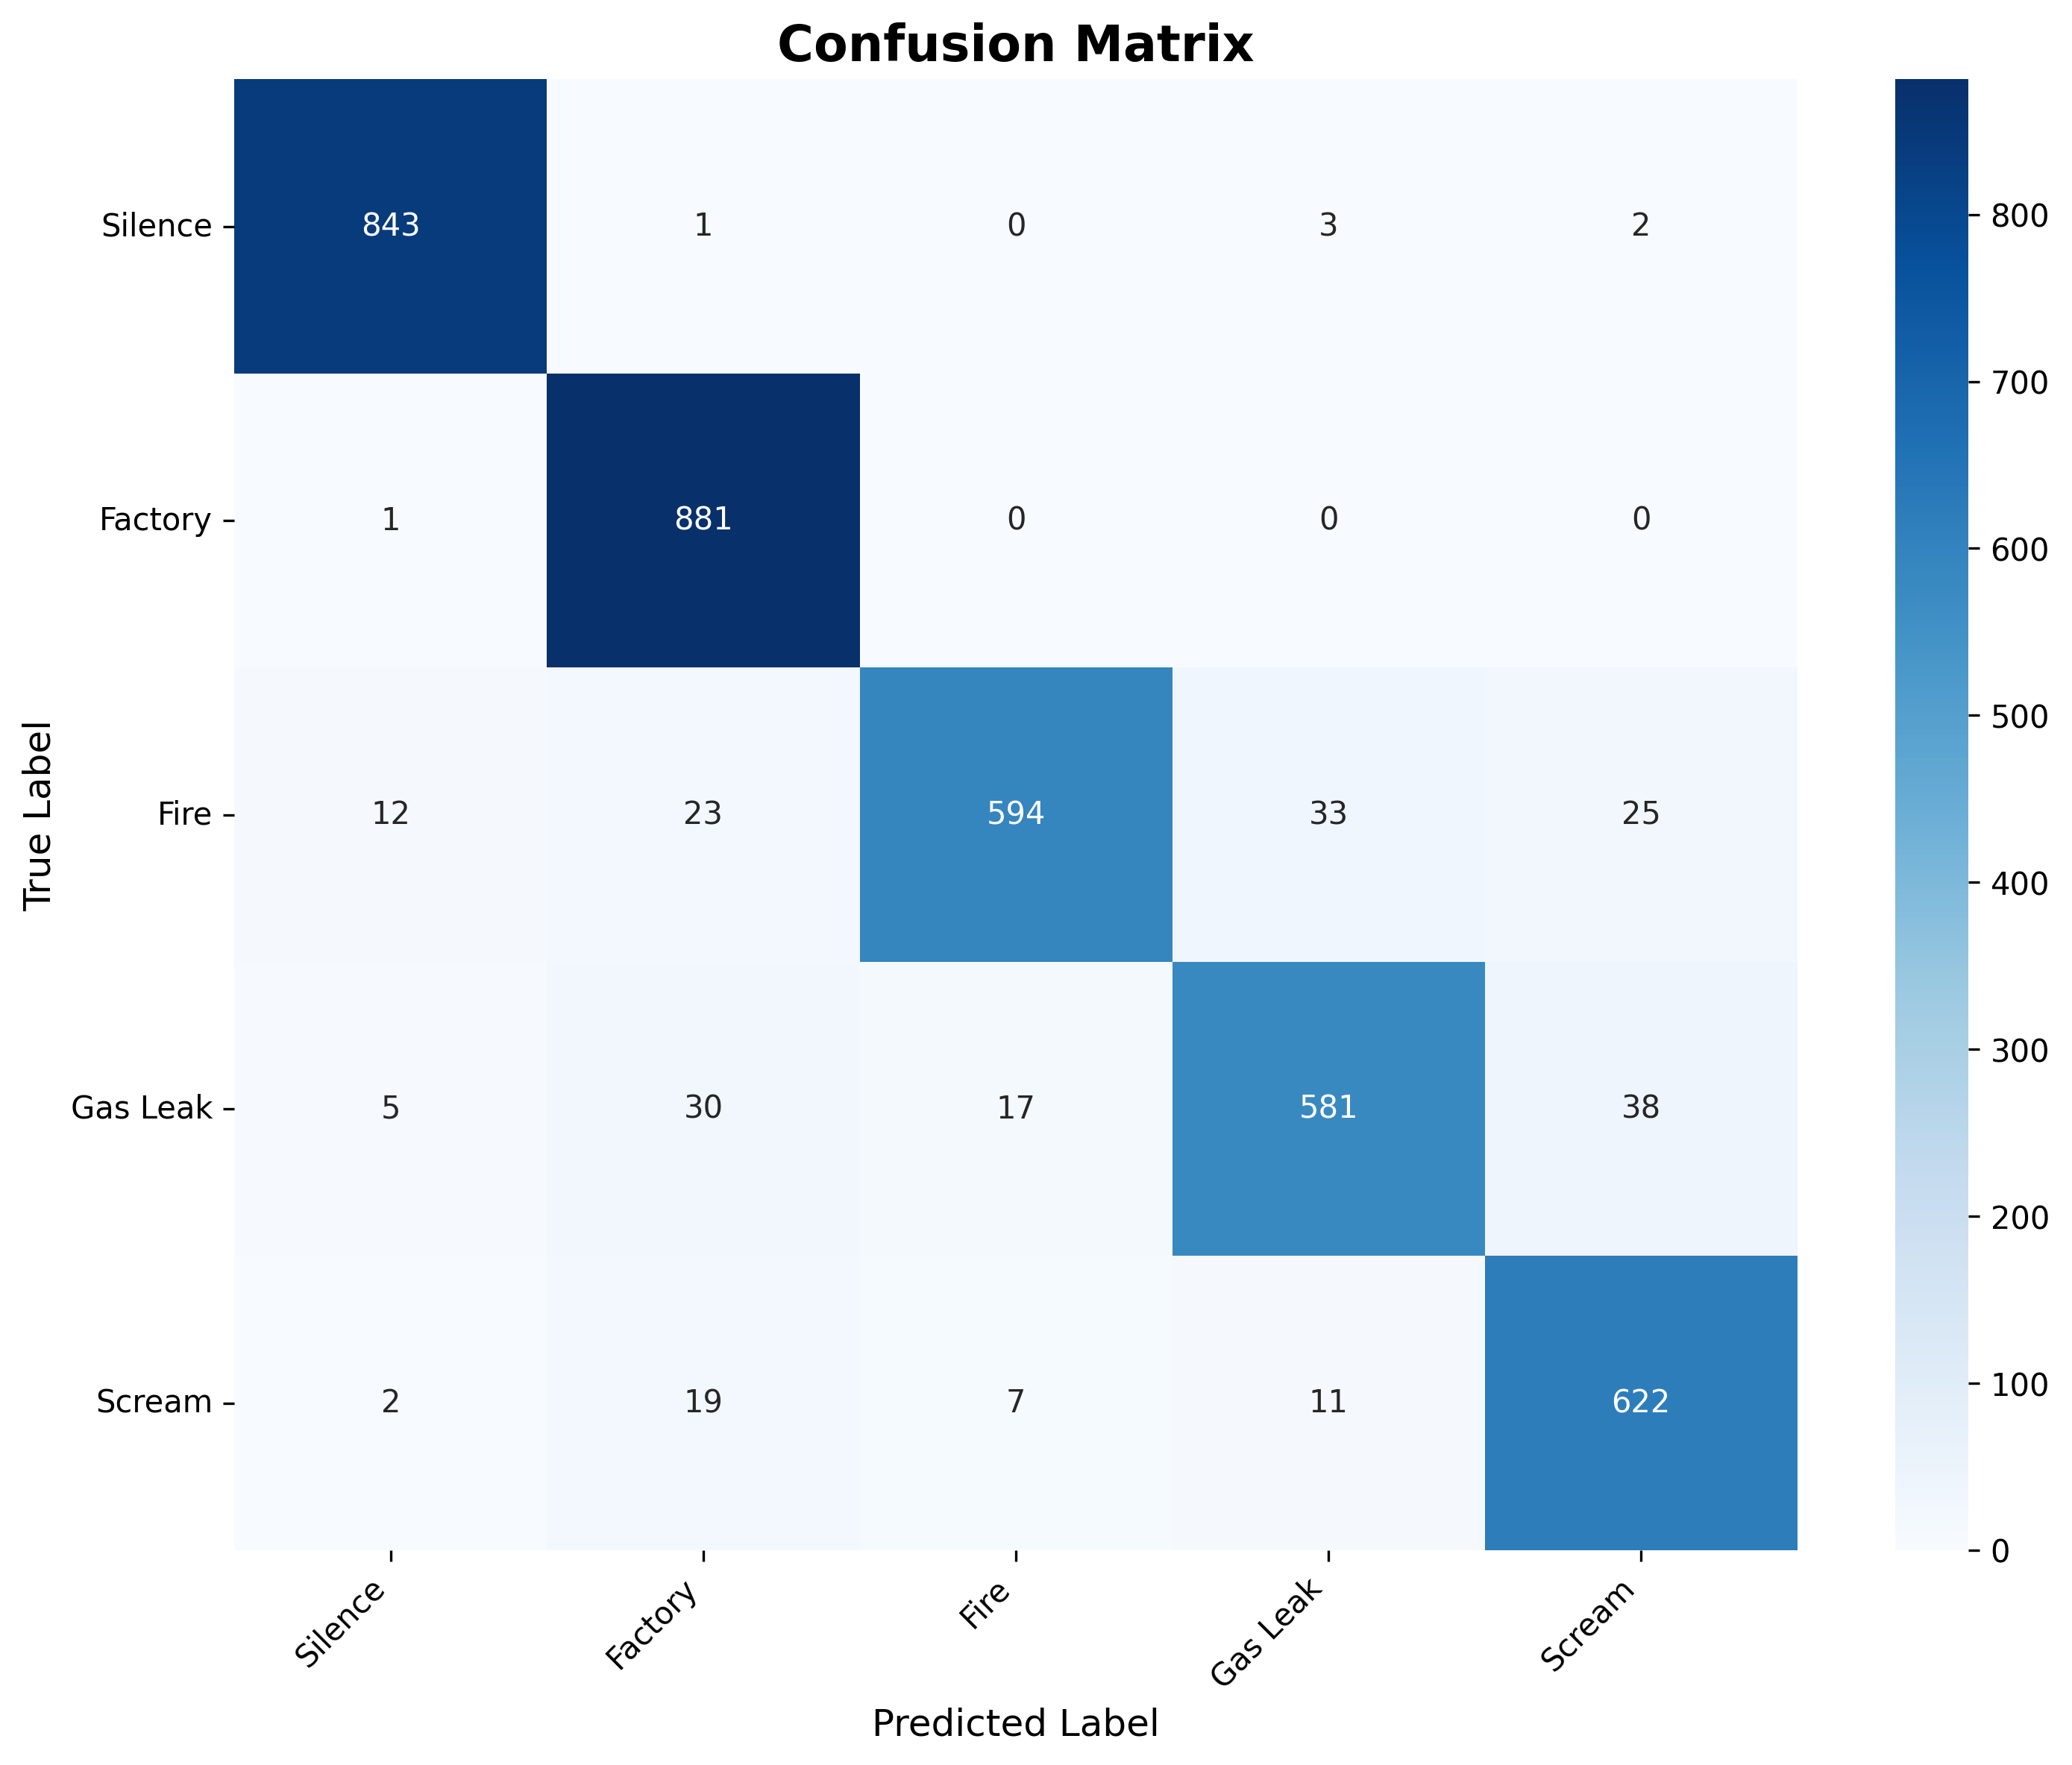 Confusion Matrix
Silence 843 1 0 3 2
Factory 1 881 0 0 0
Fire 12 23 594 33 25
Gas Leak 5 30 17 581 38
Scream 2 19 7 11 622
Silence Factory Fire Gas Leak Scream
Predicted Label
True Label
800
700
600
500
400
300
200
100
0